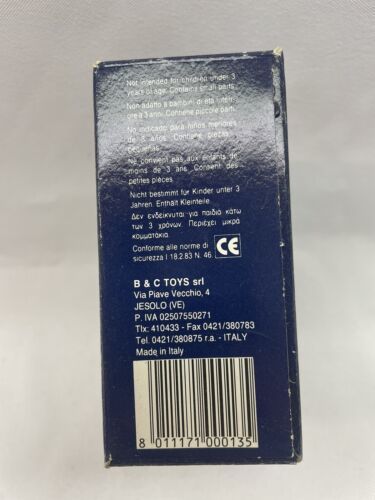 Not intended for children under 3
years of age. Contains small parts.
Non adatto a bambini di età inferi-
ore a 3 anni. Contiene piccole parti.
No indicado para niños menores
de 3 años. Contiene piezas
pequeñas.
Ne convient pas aux enfants de
moins de 3 ans. Contient des
petites pièces.
Nicht bestimmt für Kinder unter 3
Jahren. Enthält Kleinteile.
Δεν ενδείκνυται για παιδιά κάτω
των 3 χρονών. Περιέχει μικρά
κομματάκια.
Conforme alle norme di
sicurezza l 18.2.83 N. 46.
CE
B & C TOYS srl
Via Piave Vecchio, 4
JESOLO (VE)
P. IVA 02507550271
Tlx: 410433 - Fax 0421/380783
Tel. 0421/380875 r.a. - ITALY
Made in Italy
8 011171 000135